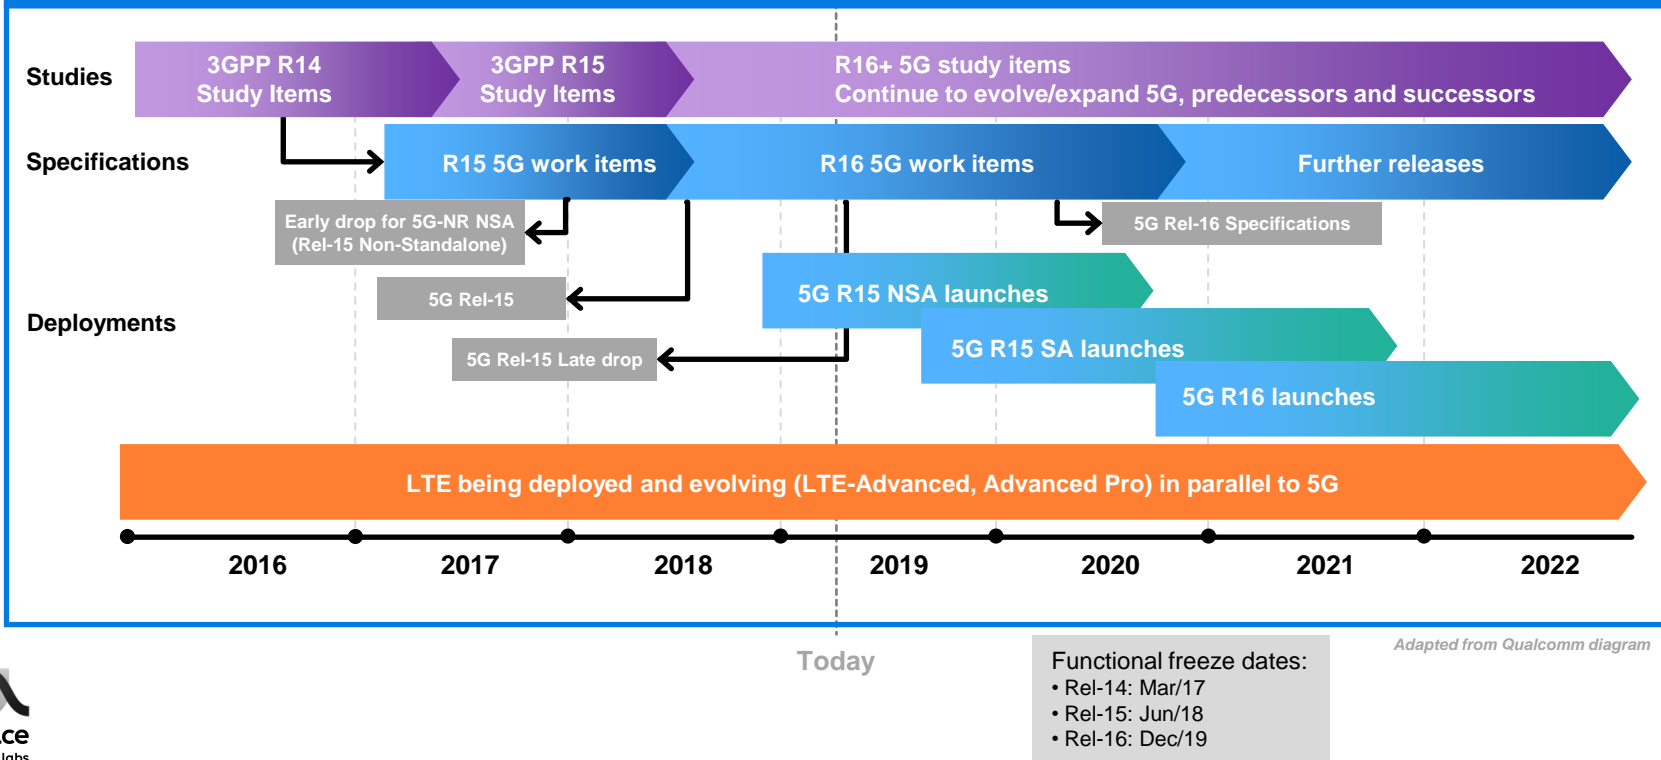 Studies
3GPP R14
Study Items
3GPP R15
Study Items
R16+ 5G study items
Continue to evolve/expand 5G, predecessors and successors
Specifications
R15 5G work items
R16 5G work items
Further releases
Early drop for 5G-NR NSA
(Rel-15 Non-Standalone)
5G Rel-16 Specifications
5G Rel-15
5G R15 NSA launches
Deployments
5G Rel-15 Late drop
5G R15 SA launches
5G R16 launches
LTE being deployed and evolving (LTE-Advanced, Advanced Pro) in parallel to 5G
2016
2017
2018
2019
2020
2021
2022
Today
Adapted from Qualcomm diagram
Functional freeze dates:
• Rel-14: Mar/17
• Rel-15: Jun/18
• Rel-16: Dec/19
labs